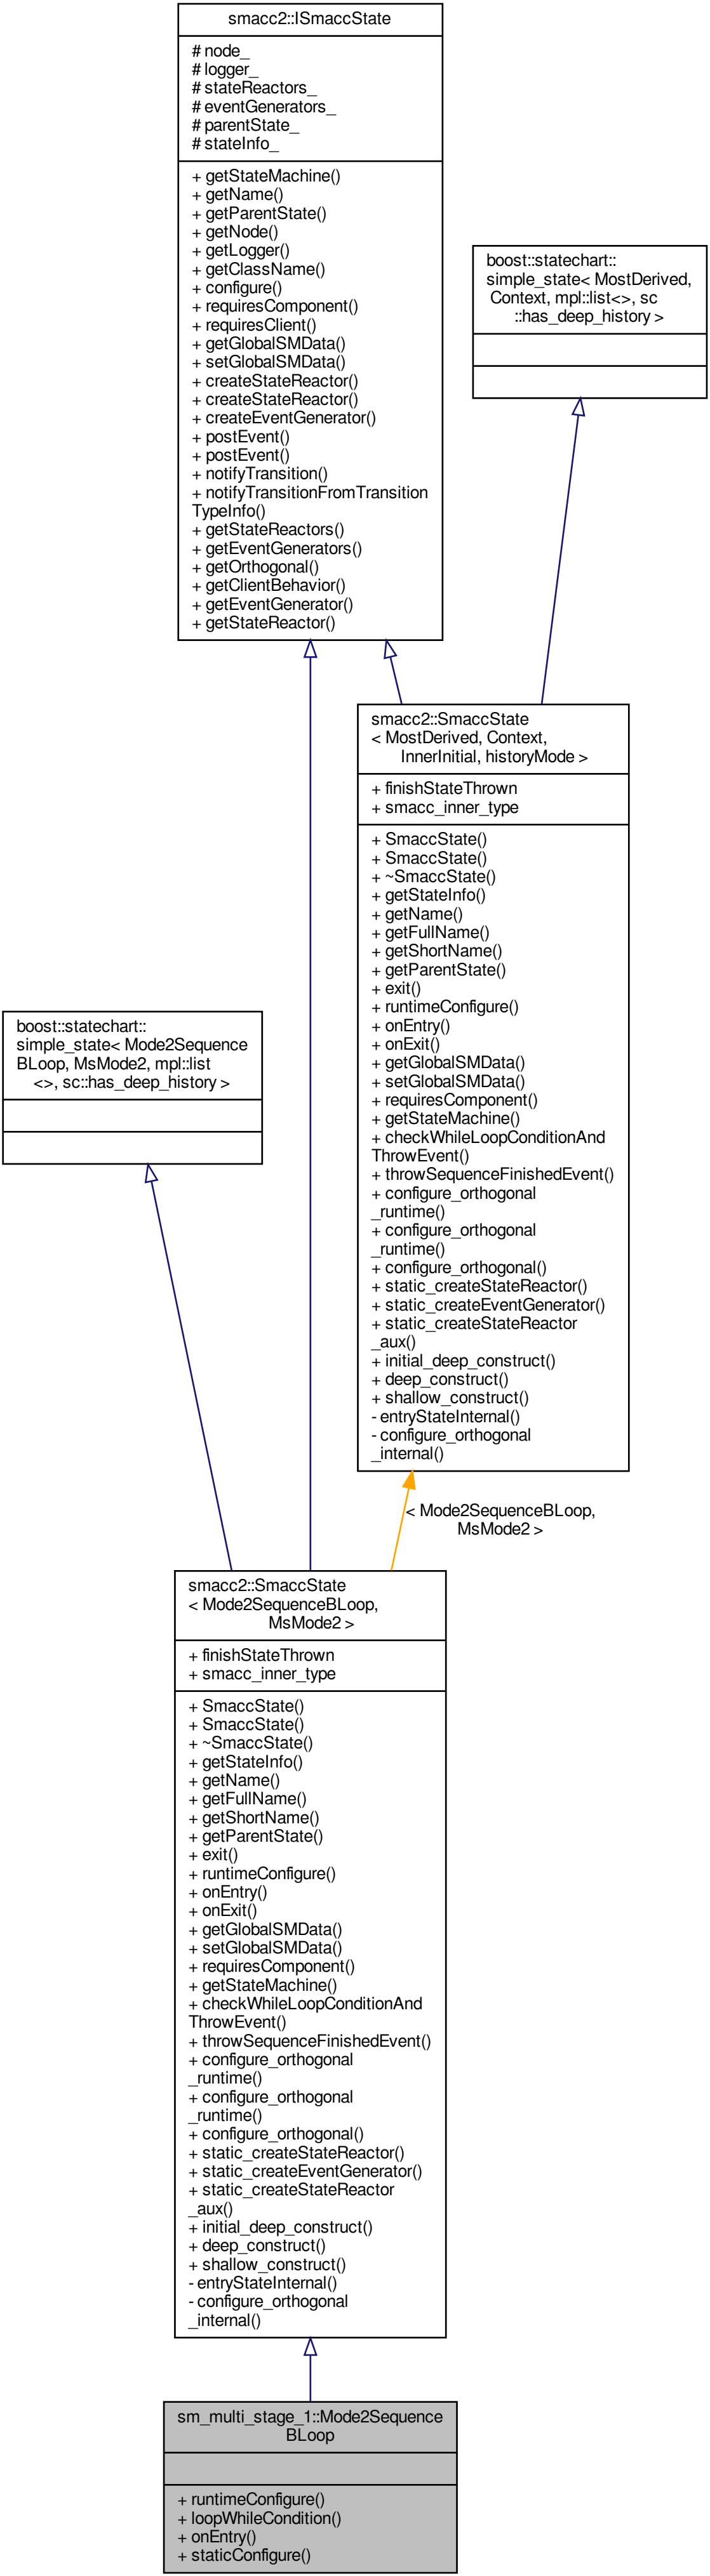 smacc2::ISmaccState
# node_
# logger_
# stateReactors_
# eventGenerators_
# parentState_
# stateInfo_
+ getStateMachine()
+ getName()
+ getParentState()
+ getNode()
+ getLogger()
+ getClassName()
+ configure()
+ requiresComponent()
+ requiresClient()
+ getGlobalSMData()
+ setGlobalSMData()
+ createStateReactor()
+ createStateReactor()
+ createEventGenerator()
+ postEvent()
+ postEvent()
+ notifyTransition()
+ notifyTransitionFromTransition
TypeInfo()
+ getStateReactors()
+ getEventGenerators()
+ getOrthogonal()
+ getClientBehavior()
+ getEventGenerator()
+ getStateReactor()
boost::statechart::
simple_state< MostDerived,
Context, mpl::list<>, sc
::has_deep_history >
smacc2::SmaccState
< MostDerived, Context,
InnerInitial, historyMode >
+ finishStateThrown
+ smacc_inner_type
+ SmaccState()
+ SmaccState()
+ ~SmaccState()
+ getStateInfo()
+ getName()
+ getFullName()
+ getShortName()
+ getParentState()
+ exit()
+ runtimeConfigure()
+ onEntry()
+ onExit()
+ getGlobalSMData()
+ setGlobalSMData()
+ requiresComponent()
+ getStateMachine()
+ checkWhileLoopConditionAnd
ThrowEvent()
+ throwSequenceFinishedEvent()
+ configure_orthogonal
_runtime()
+ configure_orthogonal
_runtime()
+ configure_orthogonal()
+ static_createStateReactor()
+ static_createEventGenerator()
+ static_createStateReactor
_aux()
+ initial_deep_construct()
+ deep_construct()
+ shallow_construct()
- entryStateInternal()
- configure_orthogonal
_internal()
boost::statechart::
simple_state< Mode2Sequence
BLoop, MsMode2, mpl::list
<>, sc::has_deep_history >
< Mode2SequenceBLoop,
MsMode2 >
smacc2::SmaccState
< Mode2SequenceBLoop,
MsMode2 >
+ finishStateThrown
+ smacc_inner_type
+ SmaccState()
+ SmaccState()
+ ~SmaccState()
+ getStateInfo()
+ getName()
+ getFullName()
+ getShortName()
+ getParentState()
+ exit()
+ runtimeConfigure()
+ onEntry()
+ onExit()
+ getGlobalSMData()
+ setGlobalSMData()
+ requiresComponent()
+ getStateMachine()
+ checkWhileLoopConditionAnd
ThrowEvent()
+ throwSequenceFinishedEvent()
+ configure_orthogonal
_runtime()
+ configure_orthogonal
_runtime()
+ configure_orthogonal()
+ static_createStateReactor()
+ static_createEventGenerator()
+ static_createStateReactor
_aux()
+ initial_deep_construct()
+ deep_construct()
+ shallow_construct()
- entryStateInternal()
- configure_orthogonal
_internal()
sm_multi_stage_1::Mode2Sequence
BLoop
+ runtimeConfigure()
+ loopWhileCondition()
+ onEntry()
+ staticConfigure()